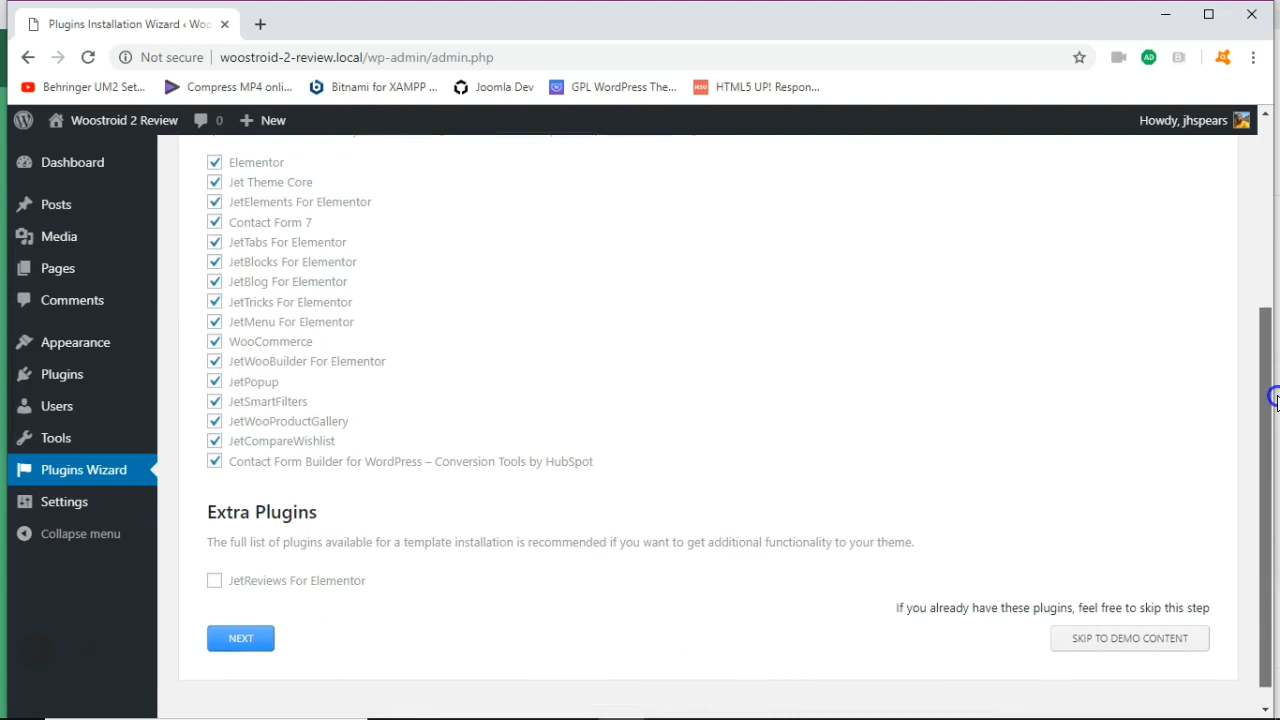 Plugins Installation Wizard ‹ Woo
Not secure
woostroid-2-review.local/wp-admin/admin.php
Behringer UM2 Set...
Compress MP4 onli...
Bitnami for XAMPP ...
Joomla Dev
GPL WordPress The...
HTML5 UP! Respon...
Woostroid 2 Review
0
New
Howdy, jhspears
Dashboard
Posts
Media
Pages
Comments
Appearance
Plugins
Users
Tools
Plugins Wizard
Settings
Collapse menu
Elementor
Jet Theme Core
JetElements For Elementor
Contact Form 7
JetTabs For Elementor
JetBlocks For Elementor
JetBlog For Elementor
JetTricks For Elementor
JetMenu For Elementor
WooCommerce
JetWooBuilder For Elementor
JetPopup
JetSmartFilters
JetWooProductGallery
JetCompareWishlist
Contact Form Builder for WordPress – Conversion Tools by HubSpot
Extra Plugins
The full list of plugins available for a template installation is recommended if you want to get additional functionality to your theme.
JetReviews For Elementor
If you already have these plugins, feel free to skip this step
NEXT
SKIP TO DEMO CONTENT